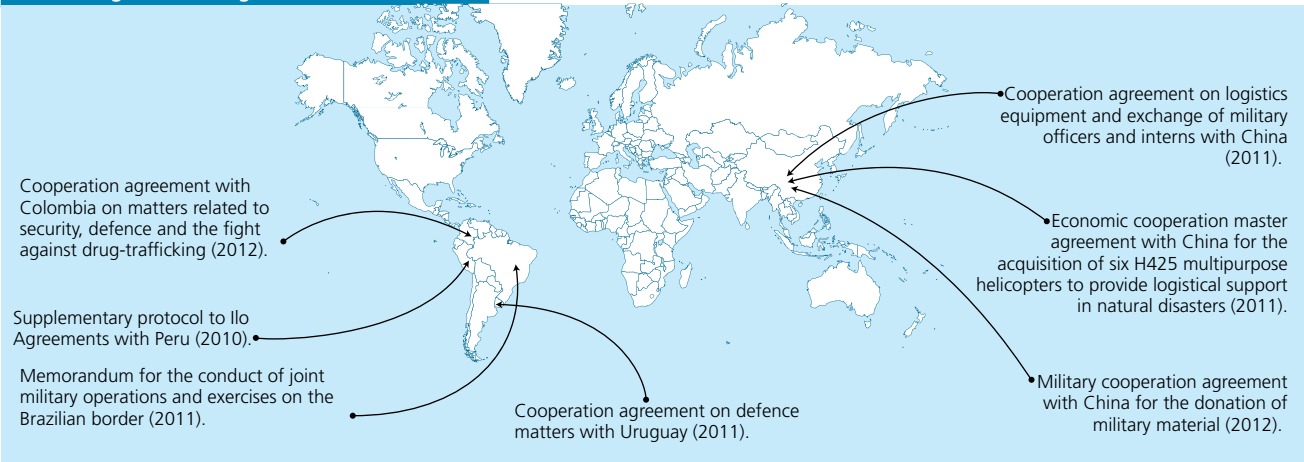 Cooperation agreement on logistics
equipment and exchange of military
officers and interns with China
(2011).
Cooperation agreement with
Colombia on matters related to
security, defence and the fight
against drug-trafficking (2012).
Economic cooperation master
agreement with China for the
acquisition of six H425 multipurpose
helicopters to provide logistical support
in natural disasters (2011).
Supplementary protocol to Ilo
Agreements with Peru (2010).
Memorandum for the conduct of joint
military operations and exercises on the
Brazilian border (2011).
Cooperation agreement on defence
matters with Uruguay (2011).
Military cooperation agreement
with China for the donation of
military material (2012).